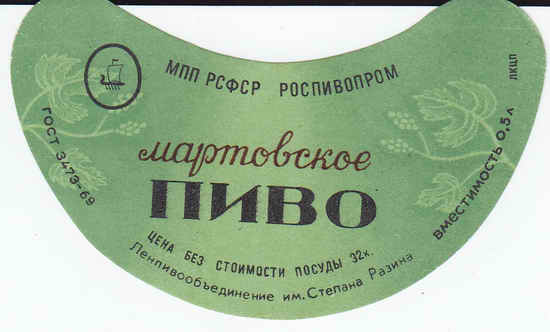 МПП РСФСР РОСПИВОПРОМ
ЛКЦП
ГОСТ 3473-69
мартовское
ПИВО
вместимость 0,5л
ЦЕНА БЕЗ СТОИМОСТИ ПОСУДЫ 32к.
Ленпивообъединение им. Степана Разина